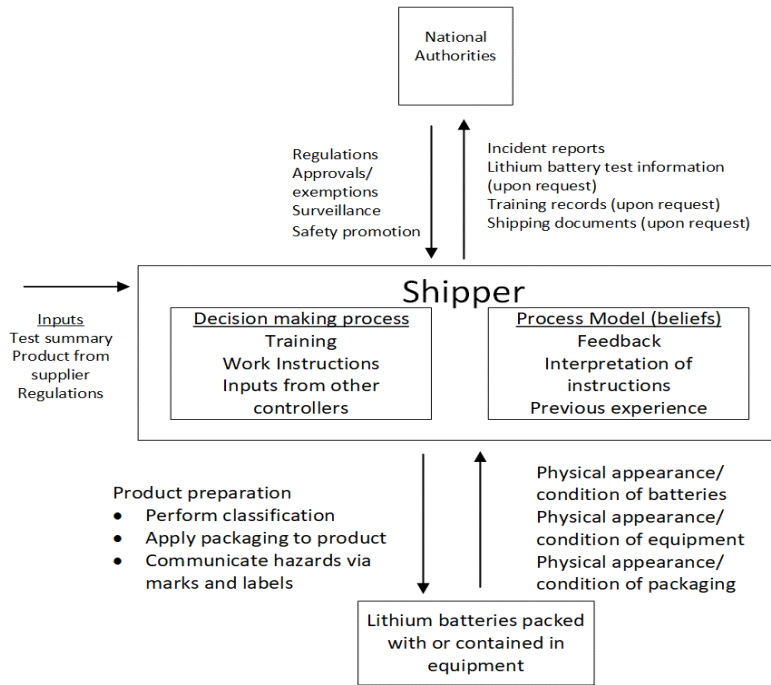 National
Authorities
Regulations
Approvals/
exemptions
Surveillance
Safety promotion
Incident reports
Lithium battery test information
(upon request)
Training records (upon request)
Shipping documents (upon request)
Shipper
Inputs
Test summary
Product from
supplier
Regulations
Decision making process
Training
Work Instructions
Inputs from other
controllers
Process Model (beliefs)
Feedback
Interpretation of
instructions
Previous experience
Product preparation
● Perform classification
● Apply packaging to product
● Communicate hazards via
marks and labels
Physical appearance/
condition of batteries
Physical appearance/
condition of equipment
Physical appearance/
condition of packaging
Lithium batteries packed
with or contained in
equipment